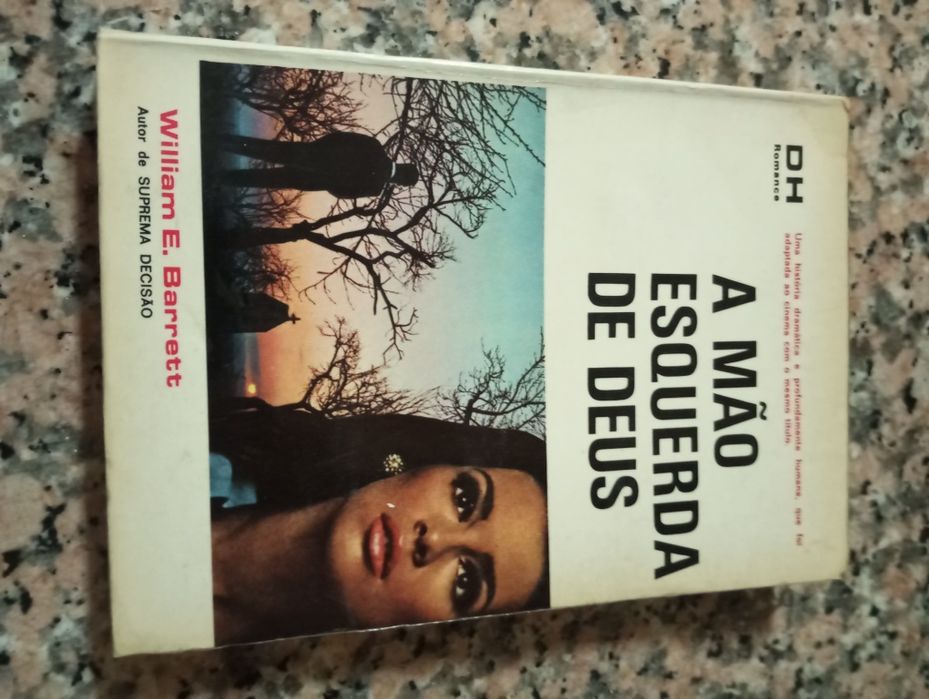 DH
Romance
Uma história dramática e profundamente humana, que foi
adaptada ao cinema com o mesmo título.
A MÃO
ESQUERDA
DE DEUS
William E. Barrett
Autor de SUPREMA DECISÃO